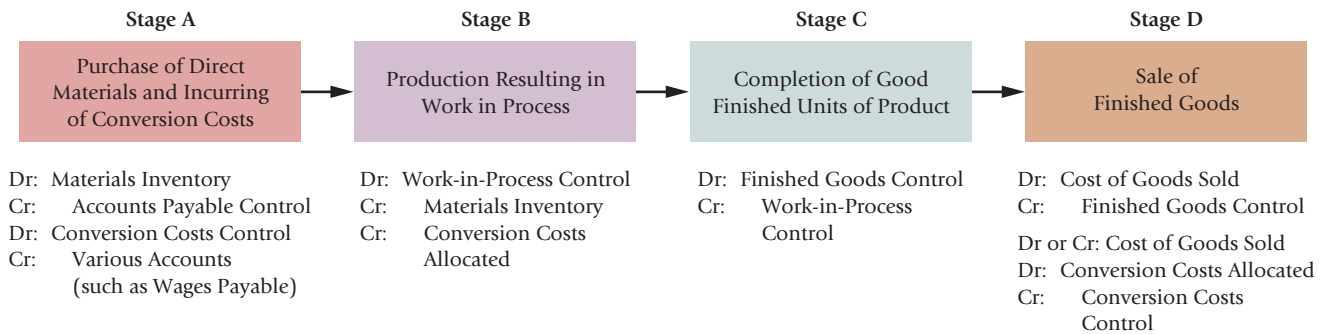 Stage A
Purchase of Direct
Materials and Incurring
of Conversion Costs
Dr: Materials Inventory
Cr: Accounts Payable Control
Dr: Conversion Costs Control
Cr: Various Accounts
(such as Wages Payable)
Stage B
Production Resulting in
Work in Process
Dr: Work-in-Process Control
Cr: Materials Inventory
Cr: Conversion Costs
Allocated
Stage C
Completion of Good
Finished Units of Product
Dr: Finished Goods Control
Cr: Work-in-Process
Control
Stage D
Sale of
Finished Goods
Dr: Cost of Goods Sold
Cr: Finished Goods Control
Dr or Cr: Cost of Goods Sold
Dr: Conversion Costs Allocated
Cr: Conversion Costs
Control